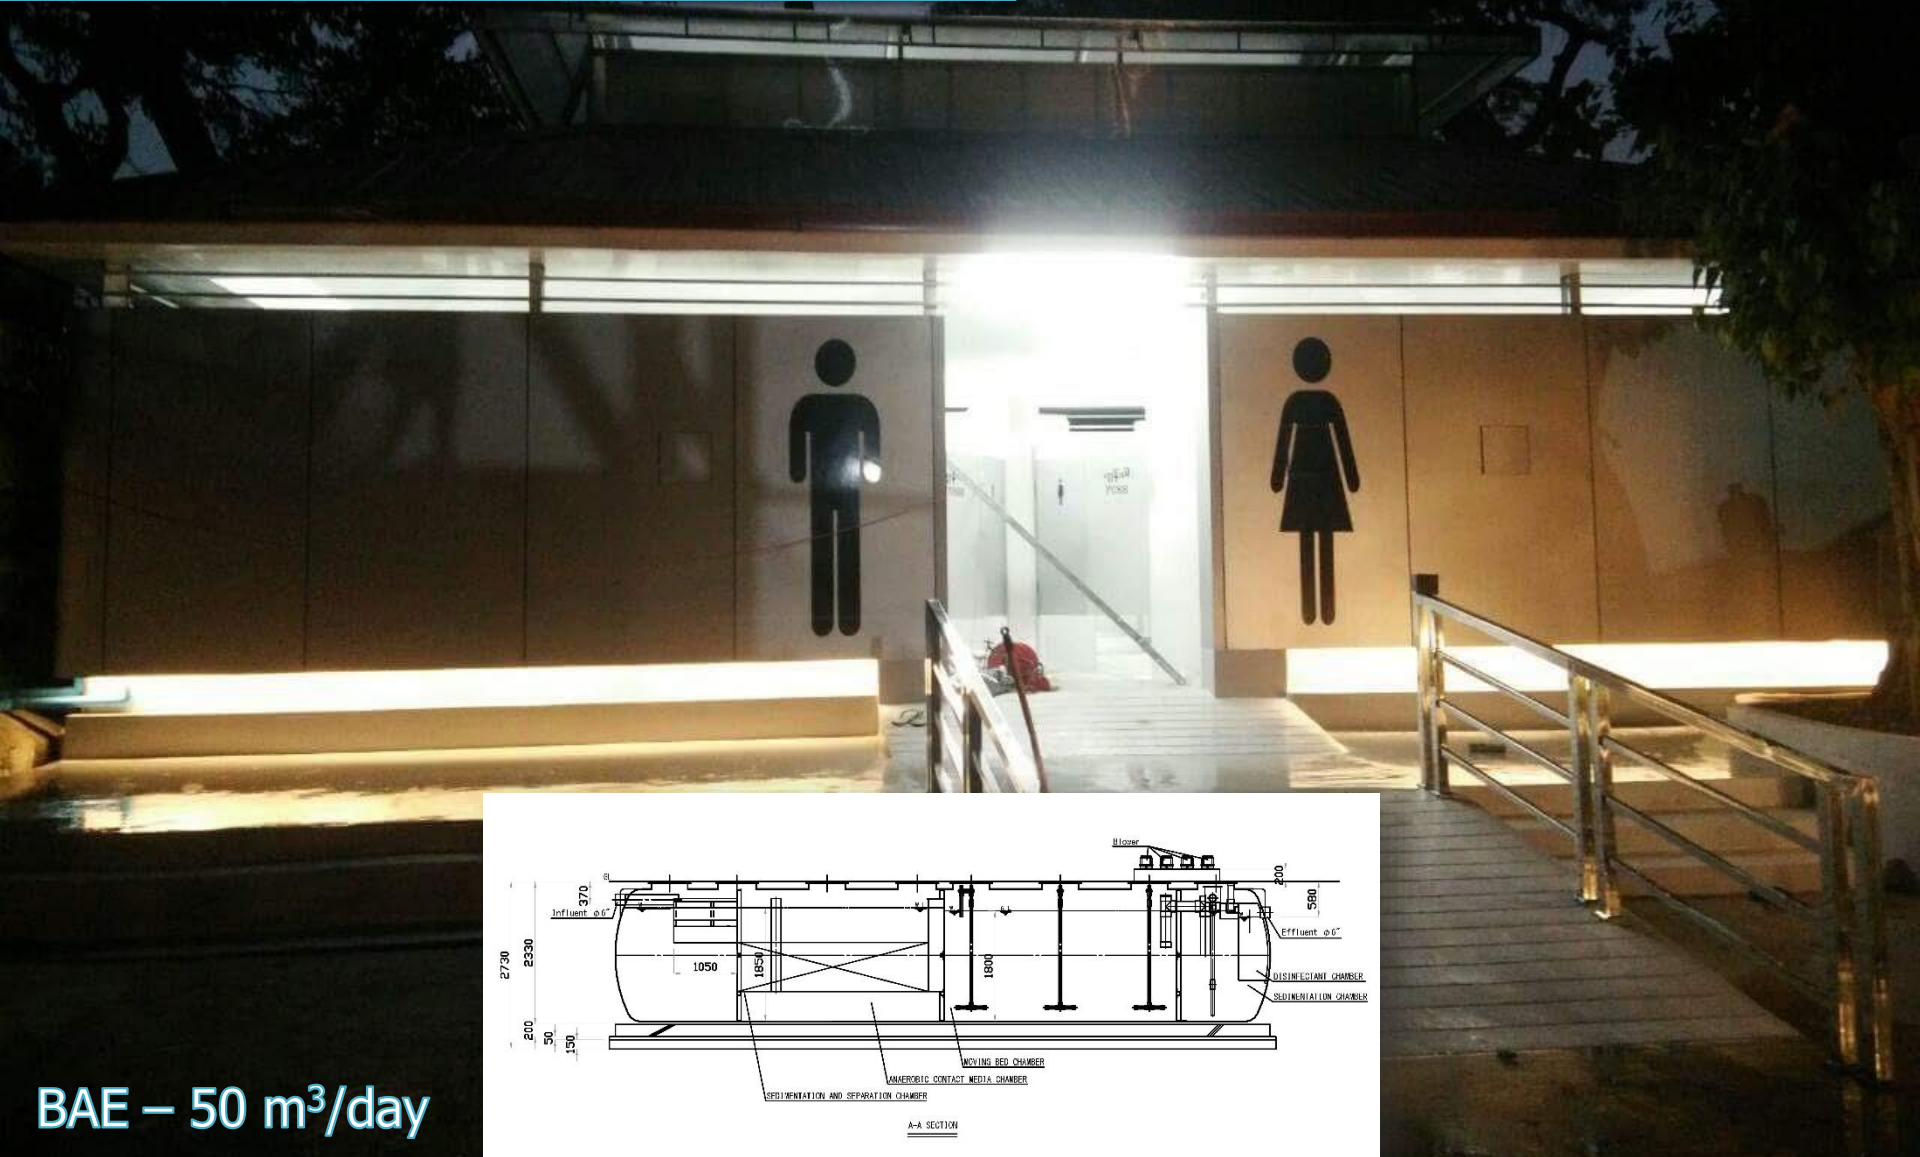 Blower
GL
200
370
580
Influent φ6"
Effluent φ6"
2730
2330
1050
1850
1800
DISINFECTANT CHAMBER
SEDIMENTATION CHAMBER
200
50
150
MOVING BED CHAMBER
ANAEROBIC CONTACT MEDIA CHAMBER
SEDIMENTATION AND SEPARATION CHAMBER
A-A SECTION
BAE – 50 m³/day